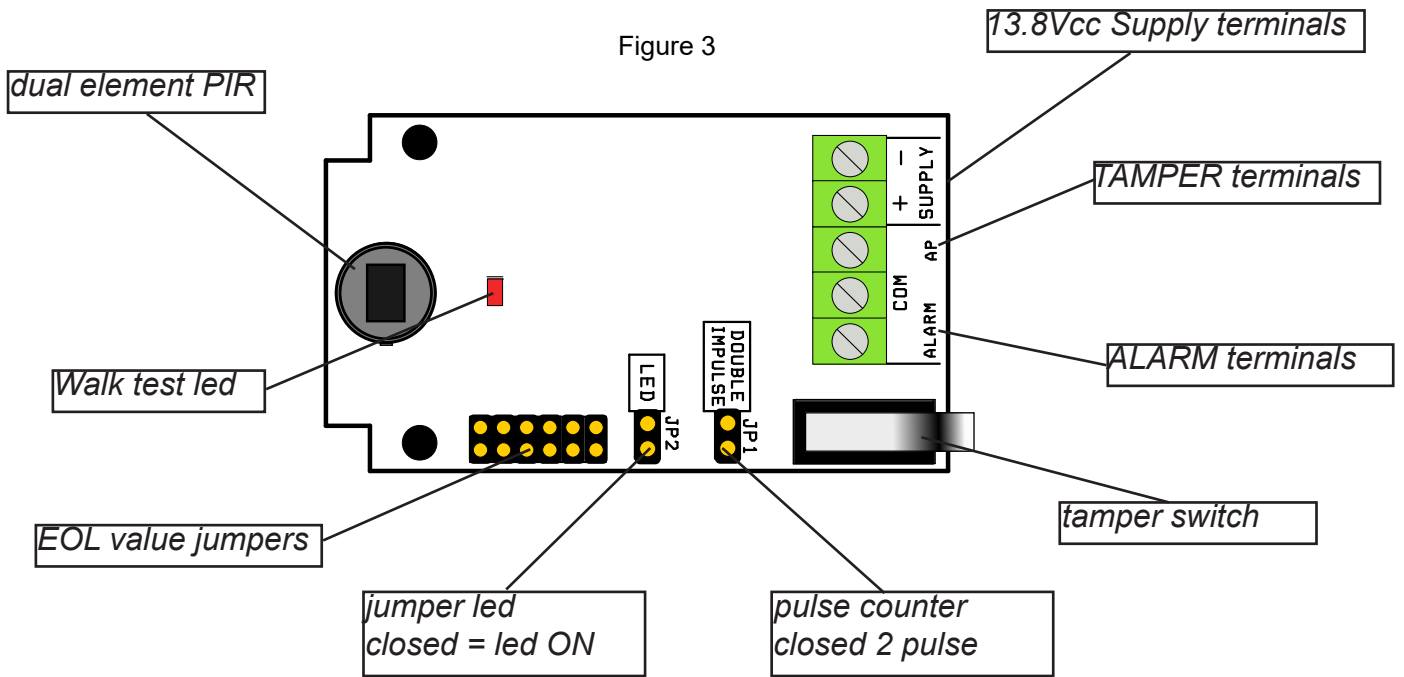 Figure 3
13.8Vcc Supply terminals
dual element PIR
TAMPER terminals
ALARM terminals
Walk test led
- + SUPPLY
AP
COM
ALARM
LED
JP2
DOUBLE
IMPULSE
JP1
EOL value jumpers
tamper switch
jumper led
closed = led ON
pulse counter
closed 2 pulse